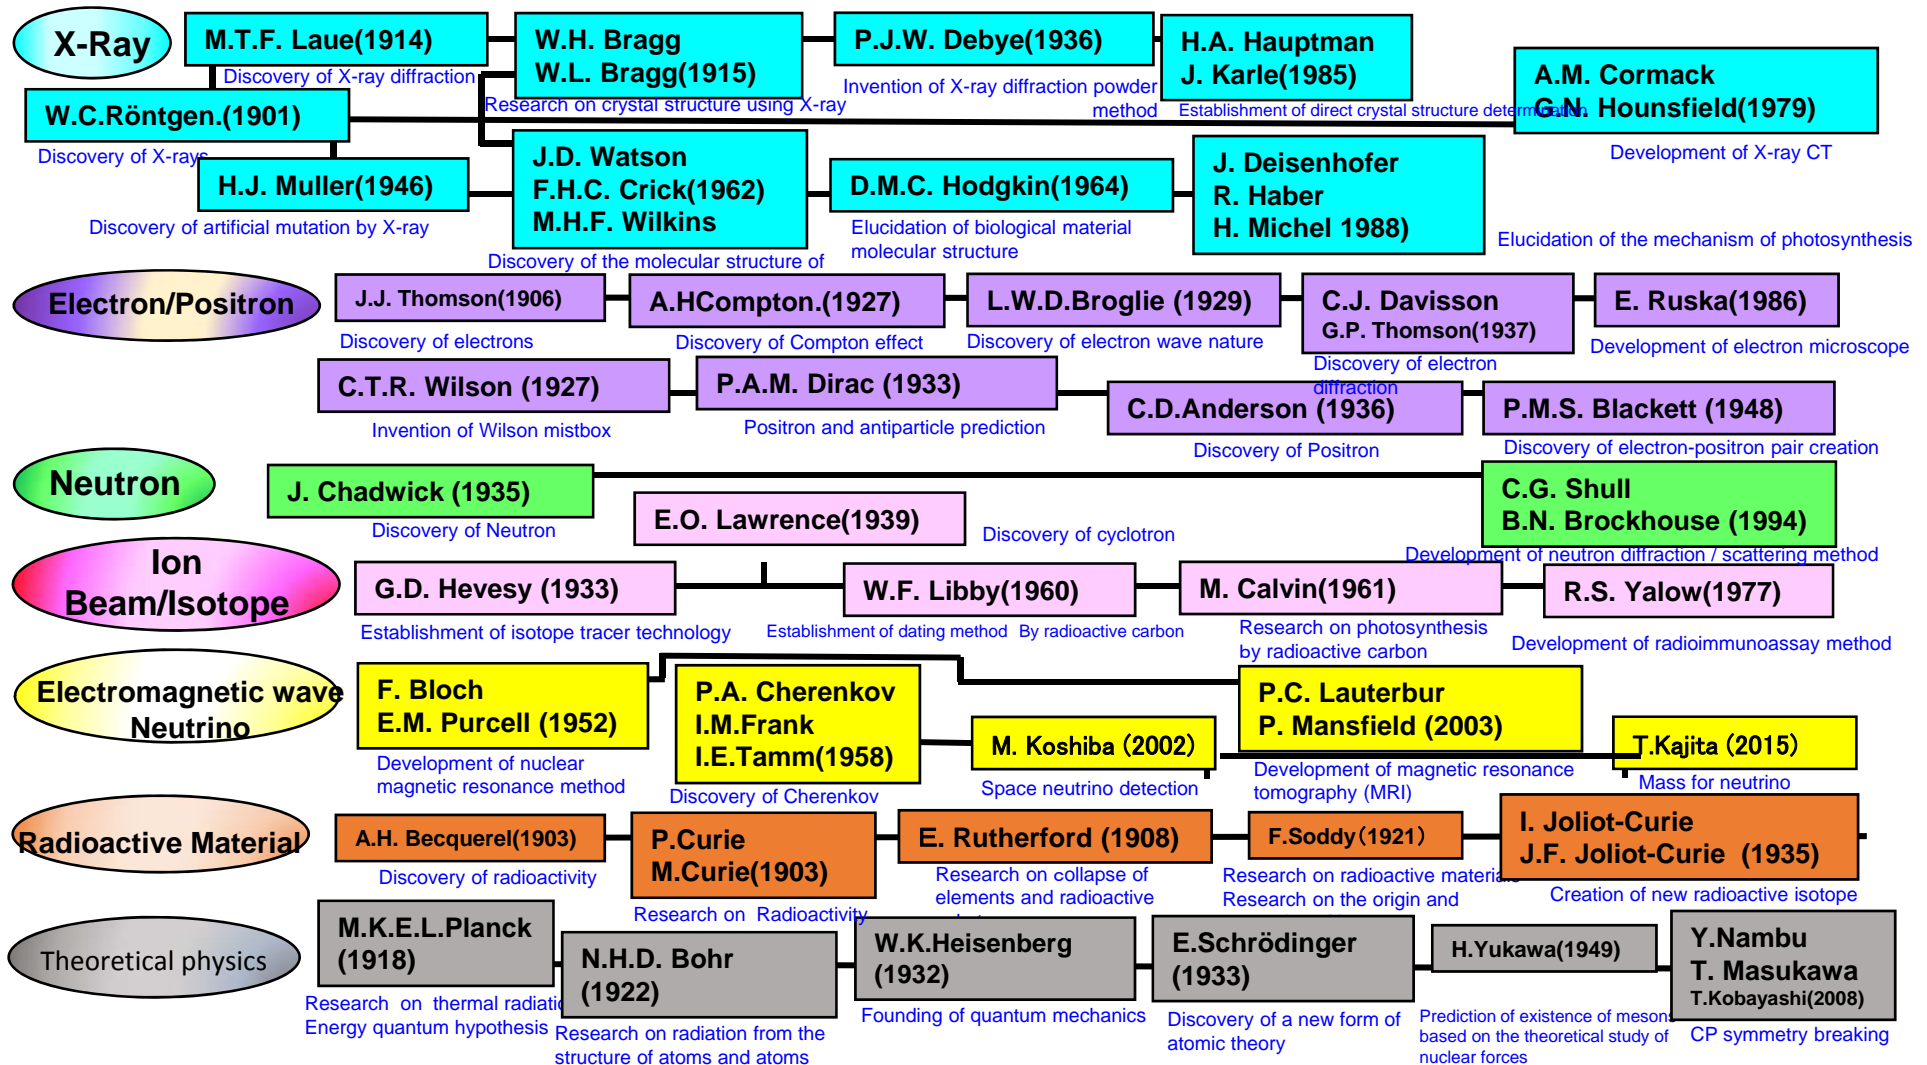 X-Ray
M.T.F. Laue(1914)
Discovery of X-ray diffraction
W.H. Bragg
W.L. Bragg(1915)
Research on crystal structure using X-ray
P.J.W. Debye(1936)
Invention of X-ray diffraction powder
method
H.A. Hauptman
J. Karle(1985)
Establishment of direct crystal structure determination
A.M. Cormack
G.N. Hounsfield(1979)
Development of X-ray CT
W.C.Röntgen.(1901)
Discovery of X-rays
H.J. Muller(1946)
Discovery of artificial mutation by X-ray
J.D. Watson
F.H.C. Crick(1962)
M.H.F. Wilkins
Discovery of the molecular structure of
D.M.C. Hodgkin(1964)
Elucidation of biological material
molecular structure
J. Deisenhofer
R. Haber
H. Michel 1988)
Elucidation of the mechanism of photosynthesis
Electron/Positron
J.J. Thomson(1906)
Discovery of electrons
A.HCompton.(1927)
Discovery of Compton effect
L.W.D.Broglie (1929)
Discovery of electron wave nature
C.J. Davisson
G.P. Thomson(1937)
Discovery of electron
diffraction
E. Ruska(1986)
Development of electron microscope
C.T.R. Wilson (1927)
Invention of Wilson mistbox
P.A.M. Dirac (1933)
Positron and antiparticle prediction
C.D.Anderson (1936)
Discovery of Positron
P.M.S. Blackett (1948)
Discovery of electron-positron pair creation
Neutron
J. Chadwick (1935)
Discovery of Neutron
C.G. Shull
B.N. Brockhouse (1994)
Development of neutron diffraction / scattering method
E.O. Lawrence(1939)
Discovery of cyclotron
Ion
Beam/Isotope
G.D. Hevesy (1933)
Establishment of isotope tracer technology
W.F. Libby(1960)
Establishment of dating method By radioactive carbon
M. Calvin(1961)
Research on photosynthesis
by radioactive carbon
R.S. Yalow(1977)
Development of radioimmunoassay method
Electromagnetic wave
Neutrino
F. Bloch
E.M. Purcell (1952)
Development of nuclear
magnetic resonance method
P.A. Cherenkov
I.M.Frank
I.E.Tamm(1958)
Discovery of Cherenkov
M. Koshiba（2002）
Space neutrino detection
P.C. Lauterbur
P. Mansfield (2003)
Development of magnetic resonance
tomography (MRI)
T.Kajita（2015）
Mass for neutrino
Radioactive Material
A.H. Becquerel(1903)
Discovery of radioactivity
P.Curie
M.Curie(1903)
Research on Radioactivity
E. Rutherford (1908)
Research on collapse of
elements and radioactive
F.Soddy（1921）
Research on radioactive materials
Research on the origin and
I. Joliot-Curie
J.F. Joliot-Curie (1935)
Creation of new radioactive isotope
Theoretical physics
M.K.E.L.Planck
(1918)
Research on thermal radiatio
Energy quantum hypothesis
N.H.D. Bohr
(1922)
Research on radiation from the
structure of atoms and atoms
W.K.Heisenberg
(1932)
Founding of quantum mechanics
E.Schrödinger
(1933)
Discovery of a new form of
atomic theory
H.Yukawa(1949)
Prediction of existence of mesons
based on the theoretical study of
nuclear forces
Y.Nambu
T. Masukawa
T.Kobayashi(2008)
CP symmetry breaking